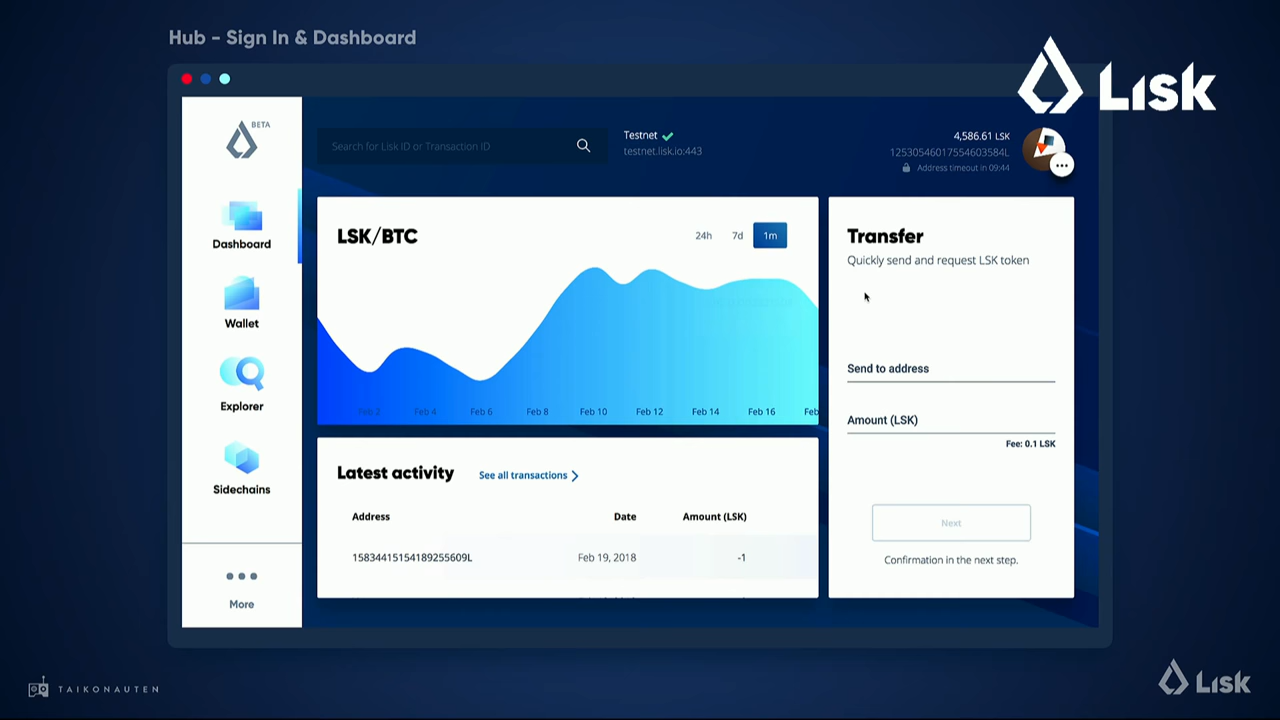 Hub - Sign In & Dashboard
Lisk
BETA
Search for Lisk ID or Transaction ID
Testnet
testnet.lisk.io:443
4,586.61 LSK
12530546017554603584L
Address timeout in 09:44
Dashboard
Wallet
Explorer
Sidechains
More
LSK/BTC
24h 7d 1m
Feb 2 Feb 4 Feb 6 Feb 8 Feb 10 Feb 12 Feb 14 Feb 16 Feb
Latest activity
See all transactions
Address Date Amount (LSK)
15834415154189255609L Feb 19, 2018 -1
Transfer
Quickly send and request LSK token
Send to address
Amount (LSK)
Fee: 0.1 LSK
Next
Confirmation in the next step.
TAIKONAUTEN
Lisk